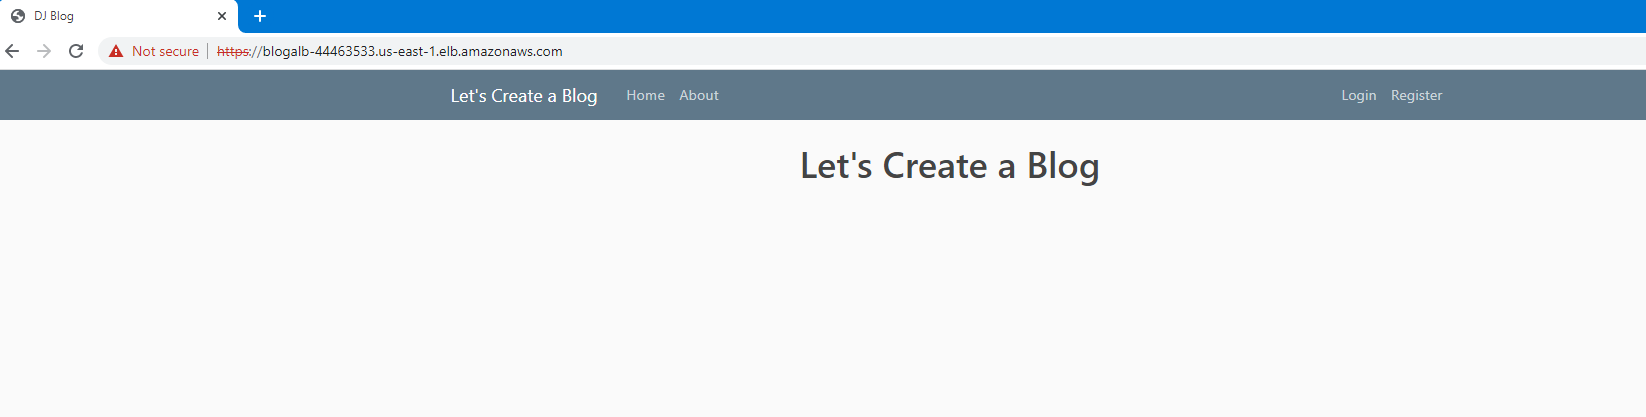 DJ Blog
Not secure https://blogalb-44463533.us-east-1.elb.amazonaws.com
Let's Create a Blog Home About Login Register
Let's Create a Blog